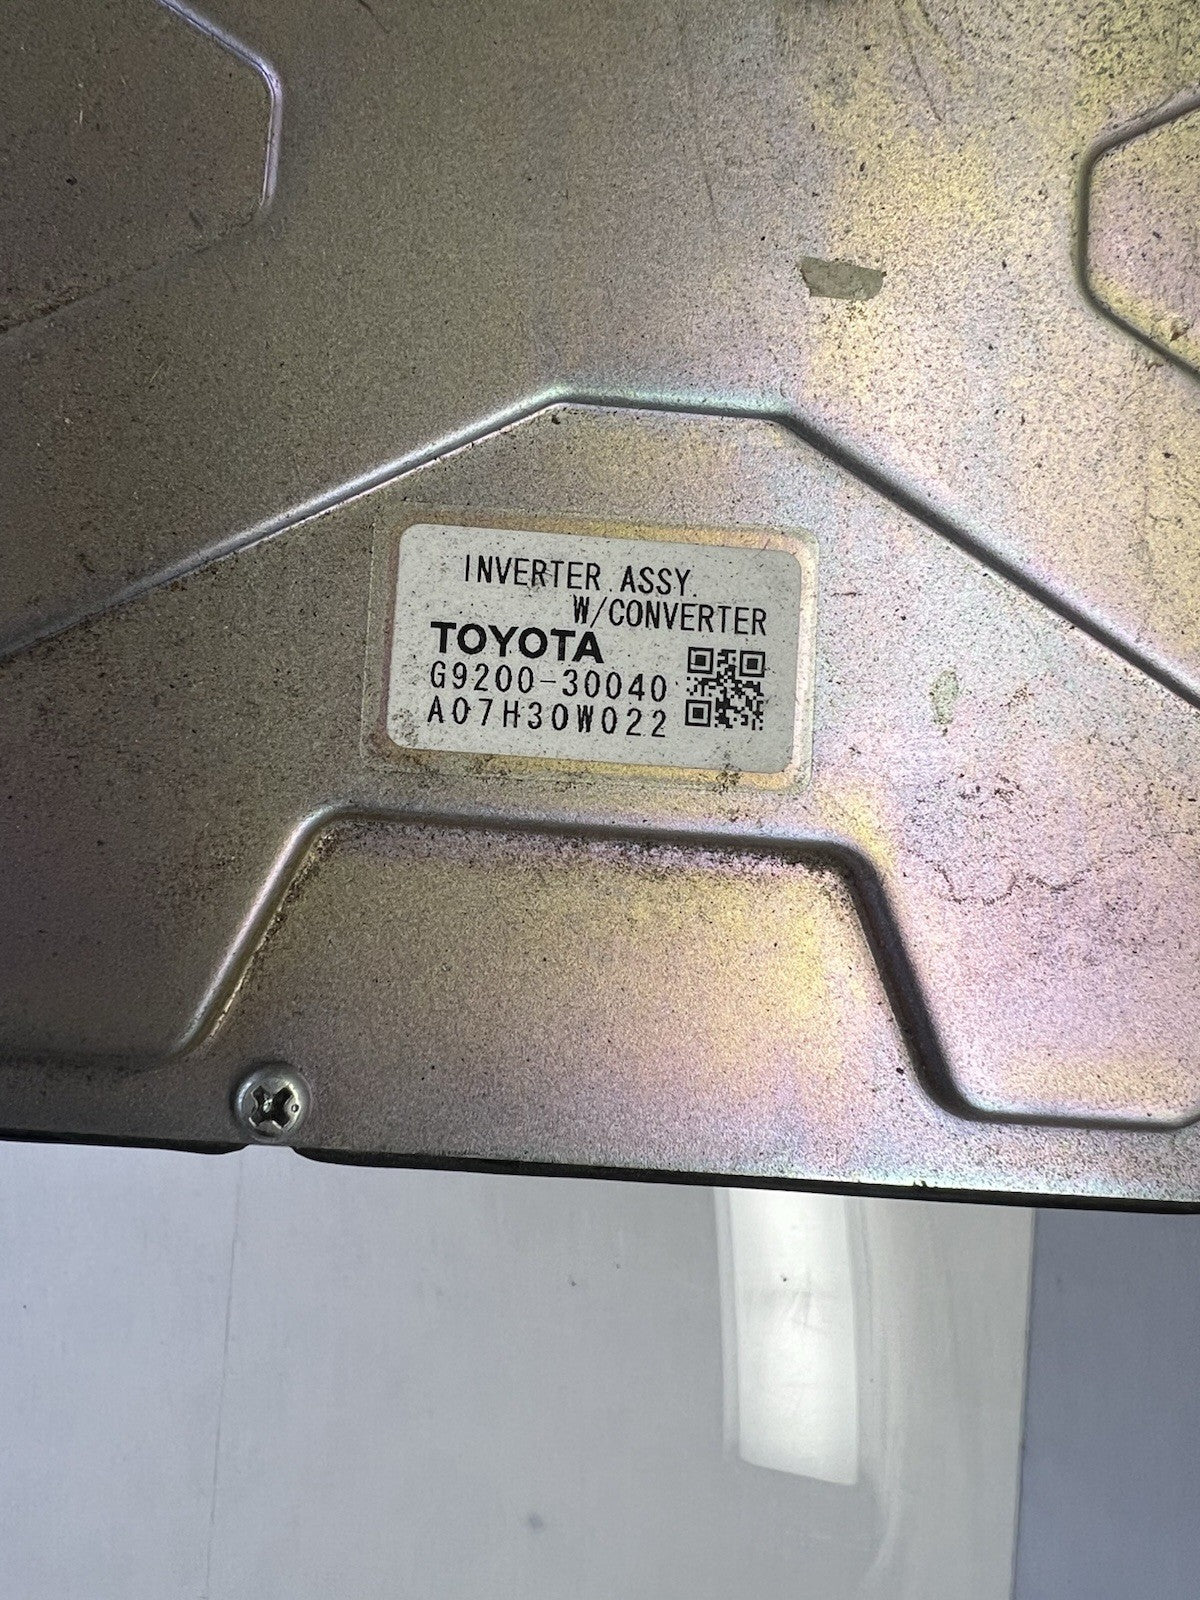 INVERTER ASSY.
W/CONVERTER
TOYOTA
G9200-30040
A07H30W022